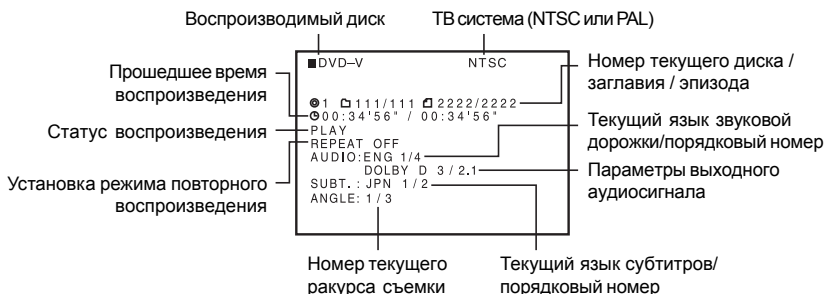 Воспроизводимый диск
ТВ система (NTSC или PAL)
DVD–V NTSC
Номер текущего диска /
заглавия / эпизода
Прошедшее время
воспроизведения
1 111/111 2222/2222
00:34'56" / 00:34'56"
Текущий язык звуковой
дорожки/порядковый номер
Статус воспроизведения
PLAY
REPEAT OFF
AUDIO:ENG 1/4
DOLBY D 3/2.1
Параметры выходного
аудиосигнала
Установка режима повторного
воспроизведения
SUBT.: JPN 1/2
ANGLE: 1/3
Номер текущего
ракурса съемки
Текущий язык субтитров/
порядковый номер